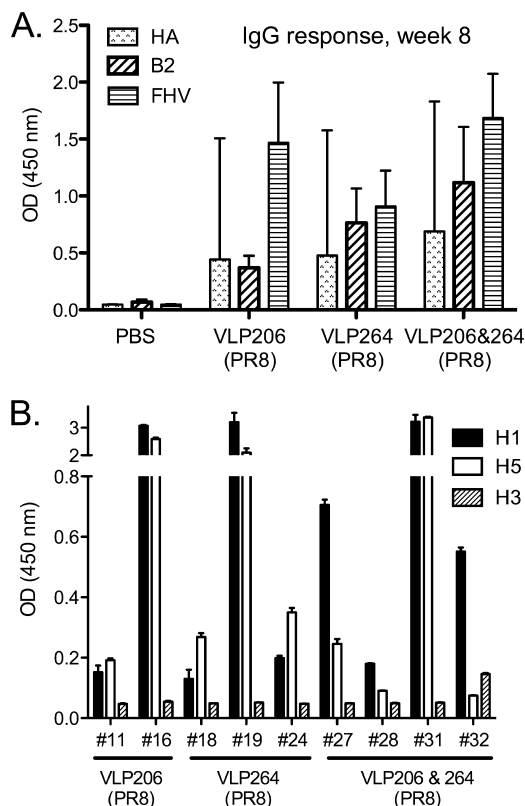 A.
IgG response, week 8
HA
B2
FHV
2.5
2.0
1.5
1.0
0.5
0.0
OD (450 nm)
PBS VLP206 VLP264 VLP206&264
(PR8) (PR8) (PR8)
B.
H1
H5
H3
3
2
0.8
0.6
0.4
0.2
0.0
OD (450 nm)
#11 #16 #18 #19 #24 #27 #28 #31 #32
VLP206 VLP264 VLP206 & 264
(PR8) (PR8) (PR8)